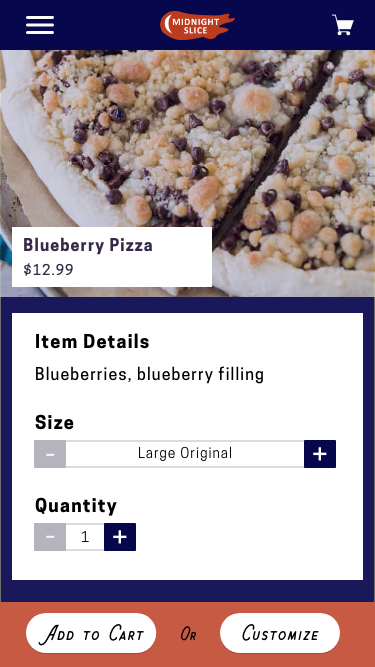 MIDNIGHT
SLICE
Blueberry Pizza
$12.99
Item Details
Blueberries, blueberry filling
Size
- Large Original +
Quantity
- 1 +
Add to Cart Or Customize